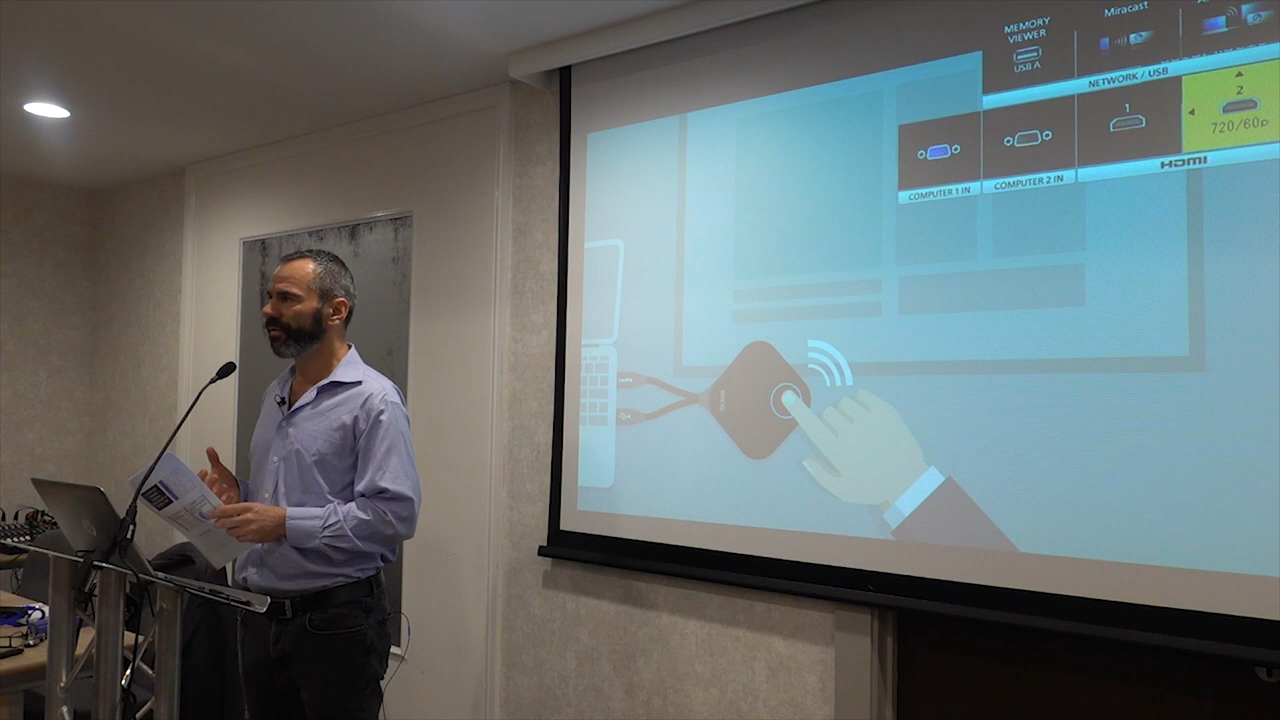 MEMORY
VIEWER
USB A
Miracast
NETWORK / USB
1
2
720/60p
COMPUTER 1 IN
COMPUTER 2 IN
HDMI